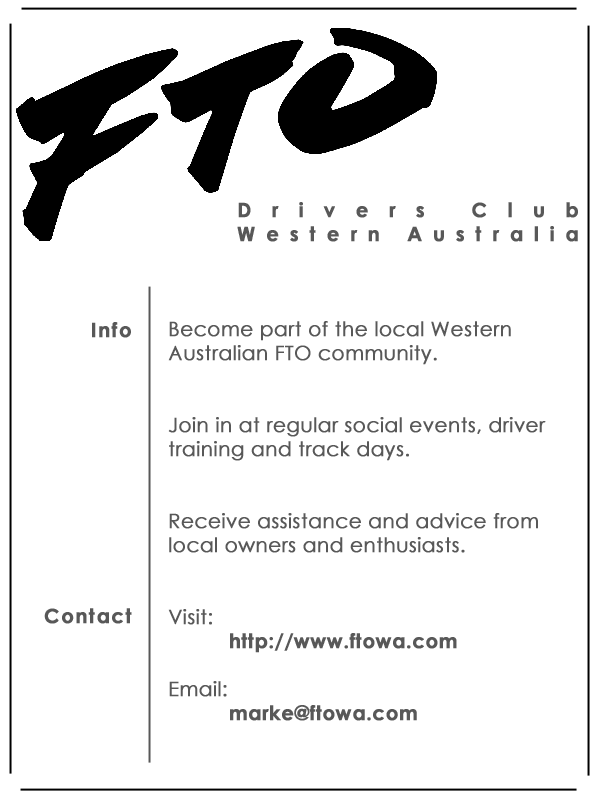 FTO
Drivers Club
Western Australia
Info
Become part of the local Western
Australian FTO community.
Join in at regular social events, driver
training and track days.
Receive assistance and advice from
local owners and enthusiasts.
Contact
Visit:
http://www.ftowa.com
Email:
marke@ftowa.com